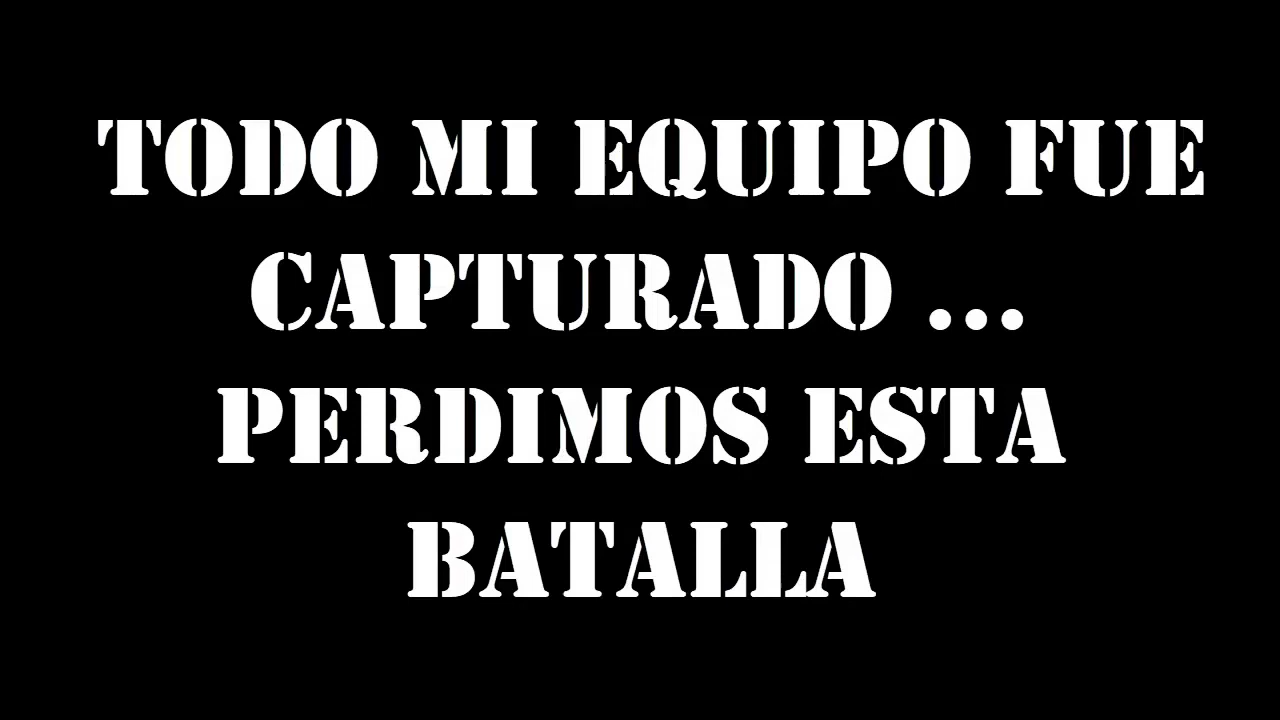 TODO MI EQUIPO FUE
CAPTURADO ...
PERDIMOS ESTA
BATALLA